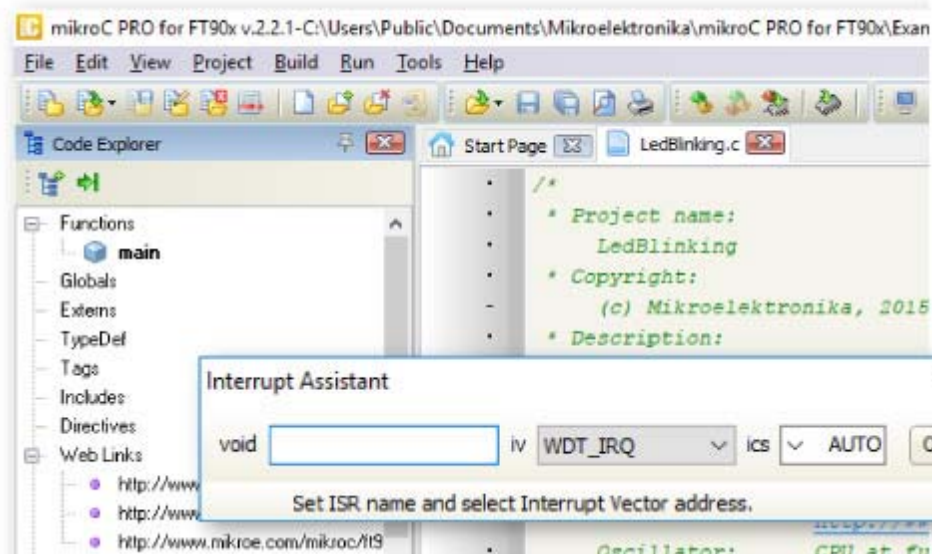 mikroC PRO for FT90x v.2.2.1-C:\Users\Public\Documents\Mikroelektronika\mikroC PRO for FT90x\Exam
File Edit View Project Build Run Tools Help
Code Explorer
Start Page LedBlinking.c
Functions
main
Globals
Externs
TypeDef
Tags
Includes
Directives
Web Links
http://www
http://www
http://www.mikroe.com/mikroc/ft9
/*
* Project name:
LedBlinking
* Copyright:
(c) Mikroelektronika, 2015
* Description:
Interrupt Assistant
void iv WDT_IRQ ics AUTO
Set ISR name and select Interrupt Vector address.
Oscillator: CPU at fu